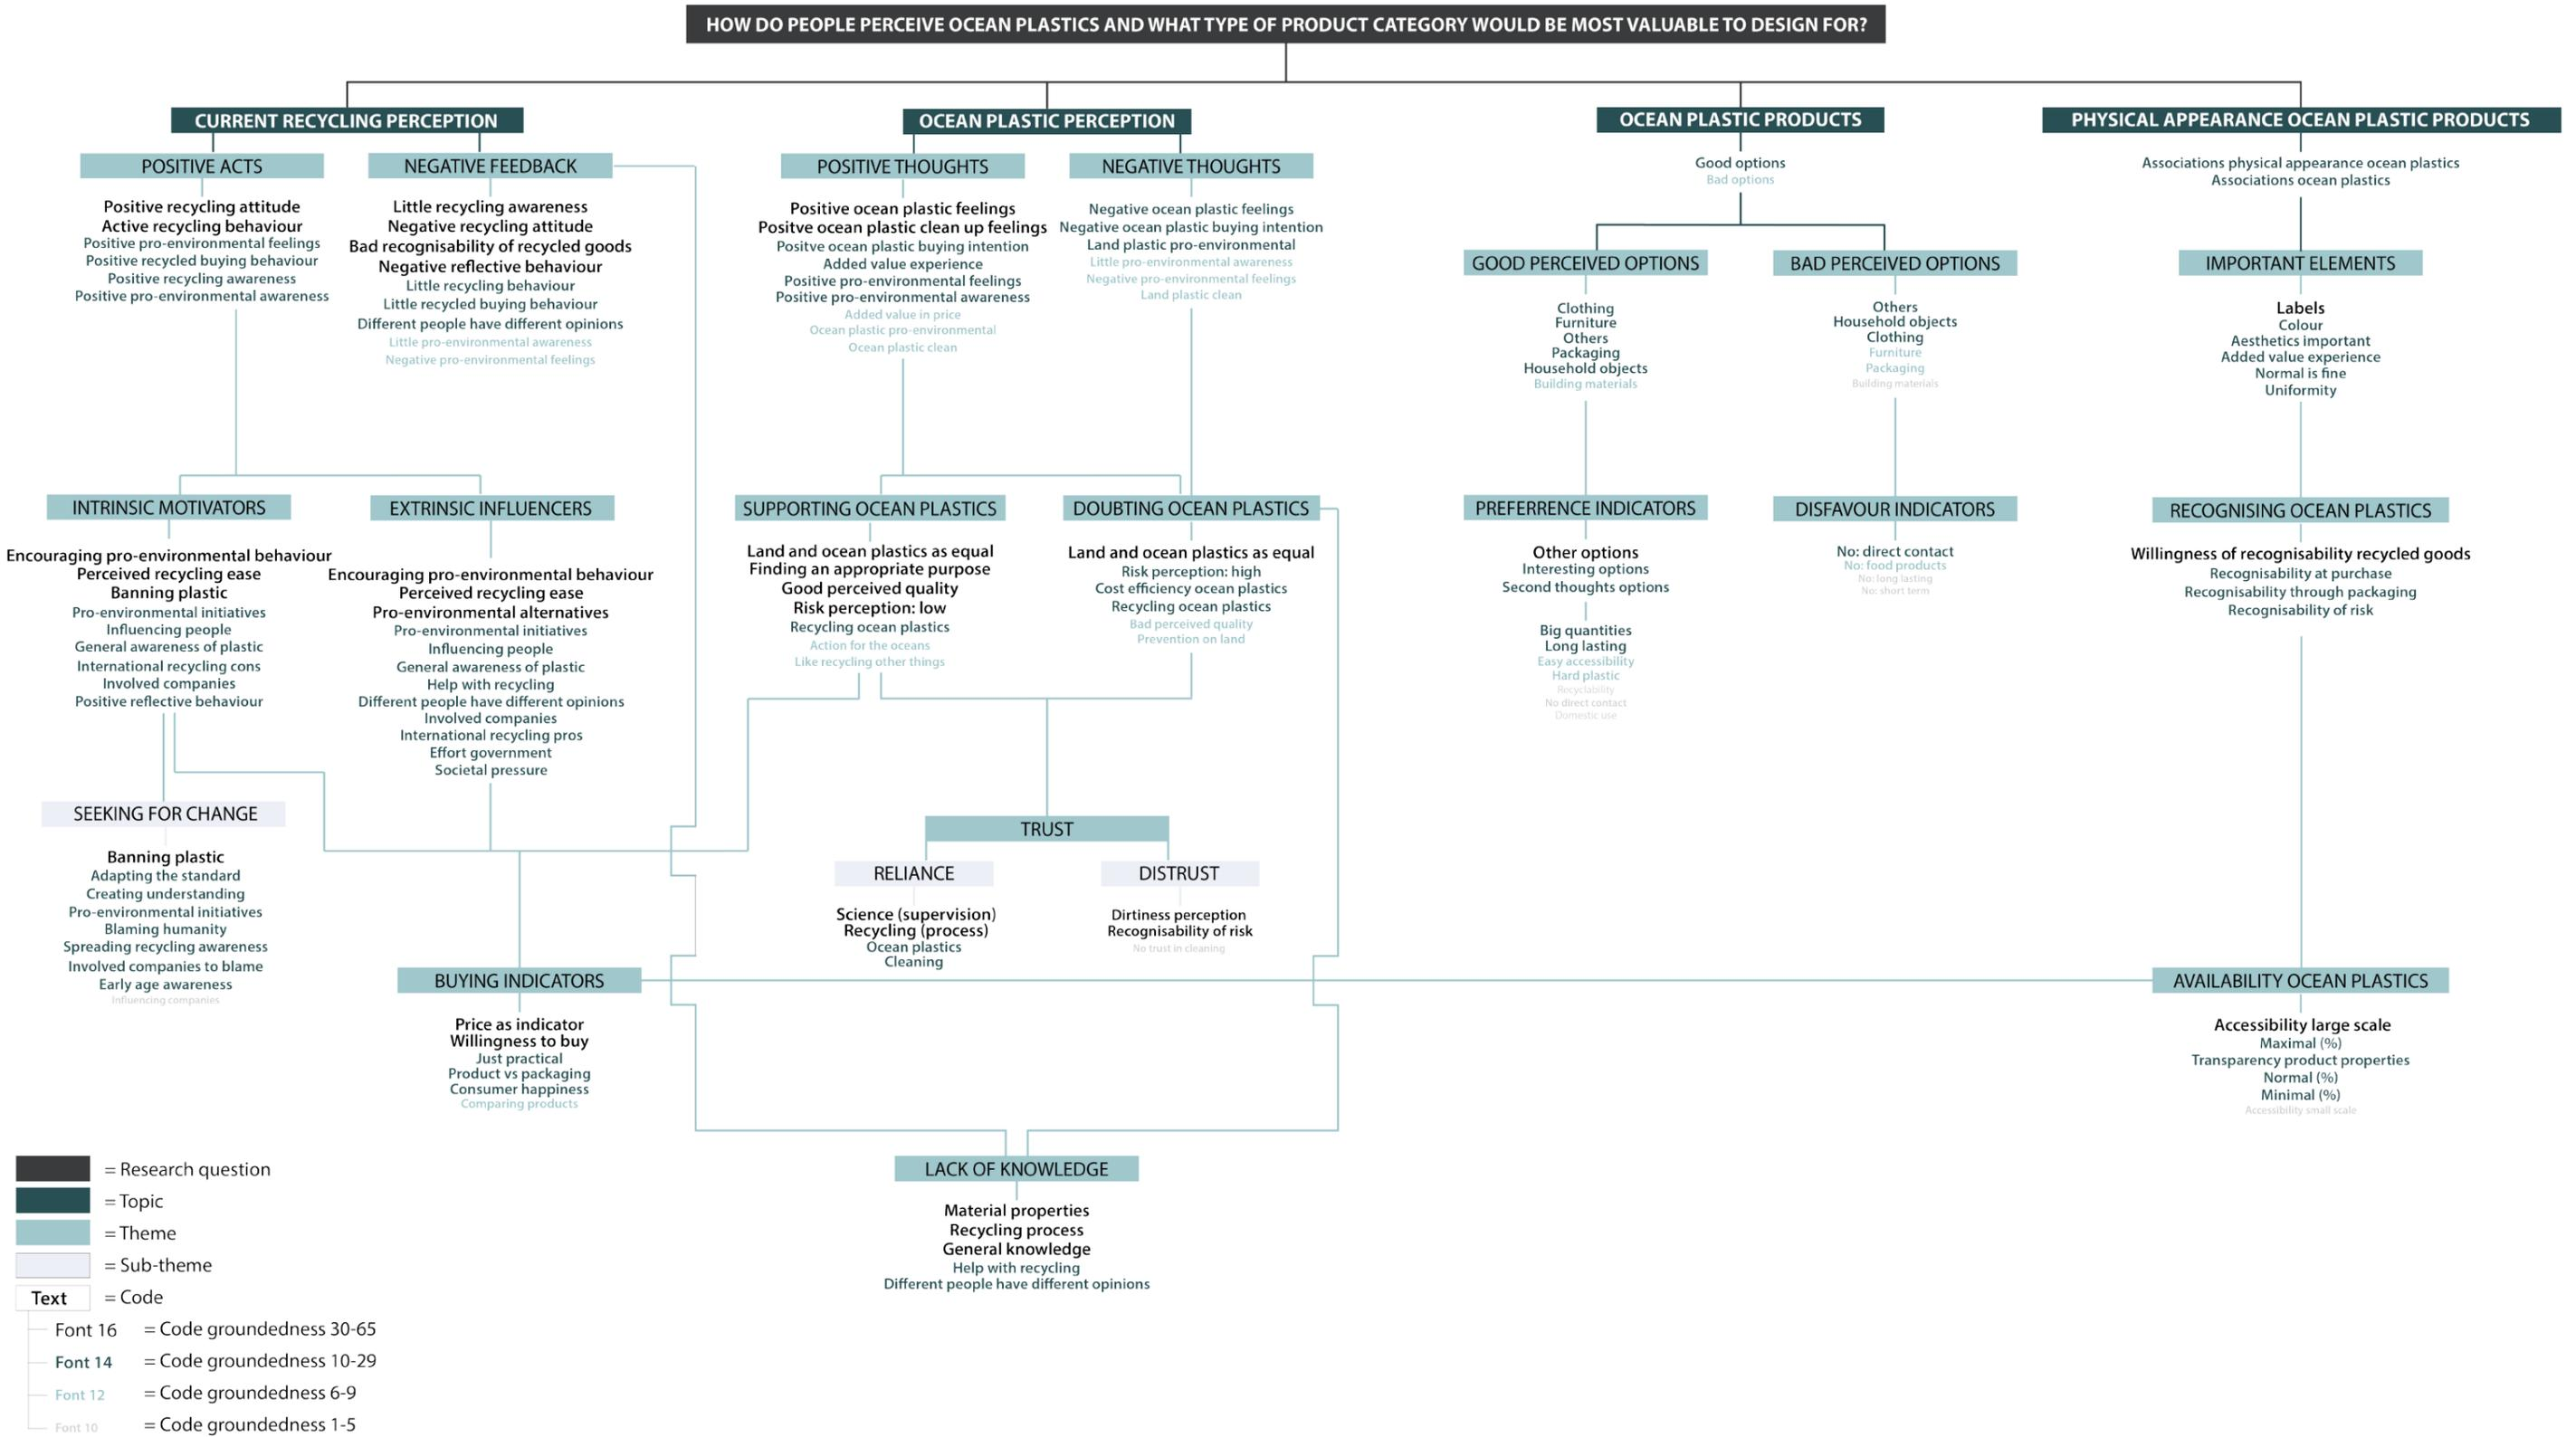 HOW DO PEOPLE PERCEIVE OCEAN PLASTICS AND WHAT TYPE OF PRODUCT CATEGORY WOULD BE MOST VALUABLE TO DESIGN FOR?
CURRENT RECYCLING PERCEPTION
POSITIVE ACTS
Positive recycling attitude
Active recycling behaviour
Positive pro-environmental feelings
Positive recycled buying behaviour
Positive recycling awareness
Positive pro-environmental awareness
NEGATIVE FEEDBACK
Little recycling awareness
Negative recycling attitude
Bad recognisability of recycled goods
Negative reflective behaviour
Little recycling behaviour
Little recycled buying behaviour
Different people have different opinions
Little pro-environmental awareness
Negative pro-environmental feelings
INTRINSIC MOTIVATORS
Encouraging pro-environmental behaviour
Perceived recycling ease
Banning plastic
Pro-environmental initiatives
Influencing people
General awareness of plastic
International recycling cons
Involved companies
Positive reflective behaviour
EXTRINSIC INFLUENCERS
Encouraging pro-environmental behaviour
Perceived recycling ease
Pro-environmental alternatives
Pro-environmental initiatives
Influencing people
General awareness of plastic
Help with recycling
Different people have different opinions
Involved companies
International recycling pros
Effort government
Societal pressure
SEEKING FOR CHANGE
Banning plastic
Adapting the standard
Creating understanding
Pro-environmental initiatives
Blaming humanity
Spreading recycling awareness
Involved companies to blame
Early age awareness
Influencing companies
BUYING INDICATORS
Price as indicator
Willingness to buy
Just practical
Product vs packaging
Consumer happiness
Comparing products
OCEAN PLASTIC PERCEPTION
POSITIVE THOUGHTS
Positive ocean plastic feelings
Positve ocean plastic clean up feelings
Positve ocean plastic buying intention
Added value experience
Positive pro-environmental feelings
Positive pro-environmental awareness
Added value in price
Ocean plastic pro-environmental
Ocean plastic clean
NEGATIVE THOUGHTS
Negative ocean plastic feelings
Negative ocean plastic buying intention
Land plastic pro-environmental
Little pro-environmental awareness
Negative pro-environmental feelings
Land plastic clean
SUPPORTING OCEAN PLASTICS
Land and ocean plastics as equal
Finding an appropriate purpose
Good perceived quality
Risk perception: low
Recycling ocean plastics
Action for the oceans
Like recycling other things
DOUBTING OCEAN PLASTICS
Land and ocean plastics as equal
Risk perception: high
Cost efficiency ocean plastics
Recycling ocean plastics
Bad perceived quality
Prevention on land
TRUST
RELIANCE
Science (supervision)
Recycling (process)
Ocean plastics
Cleaning
DISTRUST
Dirtiness perception
Recognisability of risk
No trust in cleaning
LACK OF KNOWLEDGE
Material properties
Recycling process
General knowledge
Help with recycling
Different people have different opinions
OCEAN PLASTIC PRODUCTS
Good options
Bad options
GOOD PERCEIVED OPTIONS
Clothing
Furniture
Others
Packaging
Household objects
Building materials
BAD PERCEIVED OPTIONS
Others
Household objects
Clothing
Furniture
Packaging
Building materials
PREFERRENCE INDICATORS
Other options
Interesting options
Second thoughts options
Big quantities
Long lasting
Easy accessibility
Hard plastic
Recyclability
No direct contact
Domestic use
DISFAVOUR INDICATORS
No: direct contact
No: food products
No: long lasting
No: short term
PHYSICAL APPEARANCE OCEAN PLASTIC PRODUCTS
Associations physical appearance ocean plastics
Associations ocean plastics
IMPORTANT ELEMENTS
Labels
Colour
Aesthetics important
Added value experience
Normal is fine
Uniformity
RECOGNISING OCEAN PLASTICS
Willingness of recognisability recycled goods
Recognisability at purchase
Recognisability through packaging
Recognisability of risk
AVAILABILITY OCEAN PLASTICS
Accessibility large scale
Maximal (%)
Transparency product properties
Normal (%)
Minimal (%)
Accessibility small scale
= Research question
= Topic
= Theme
= Sub-theme
Text = Code
Font 16 = Code groundedness 30-65
Font 14 = Code groundedness 10-29
Font 12 = Code groundedness 6-9
Font 10 = Code groundedness 1-5